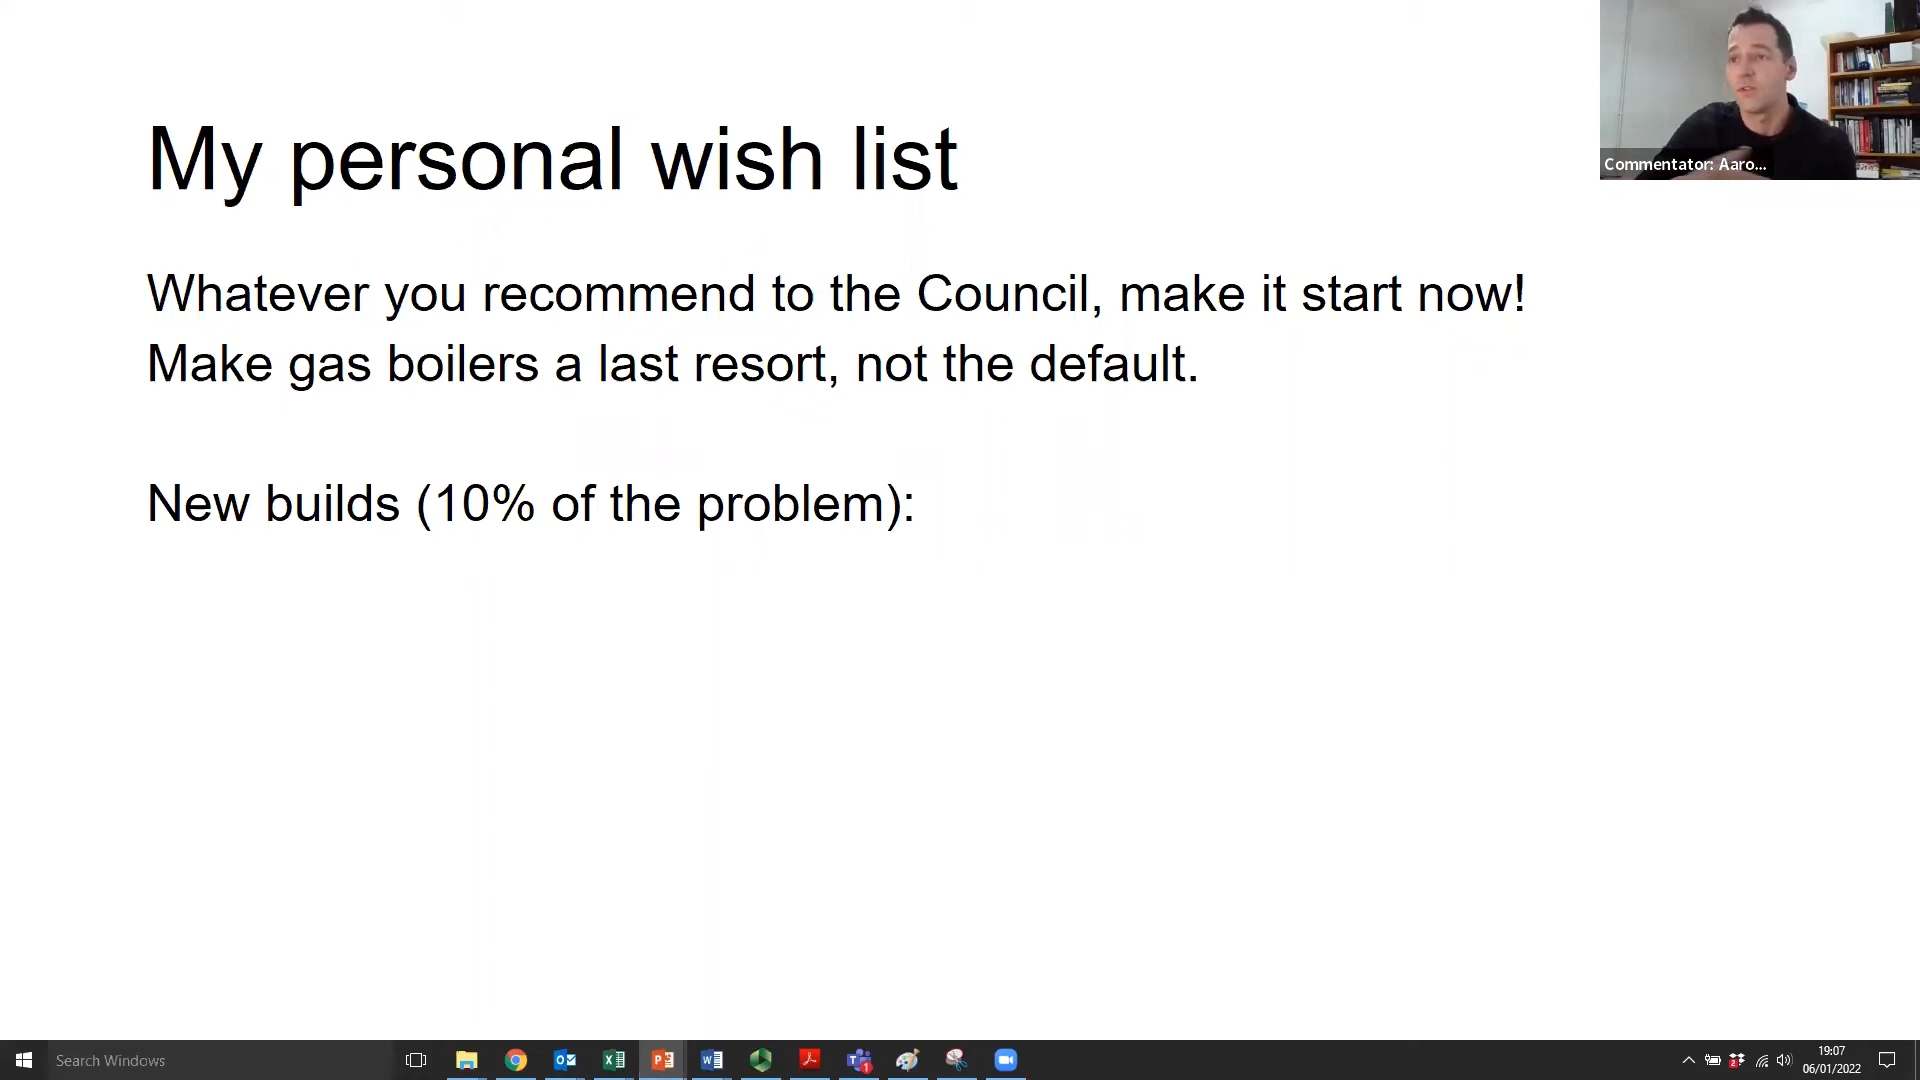 My personal wish list
Commentator: Aaro...
Whatever you recommend to the Council, make it start now!
Make gas boilers a last resort, not the default.
New builds (10% of the problem):
Search Windows
19:07
06/01/2022